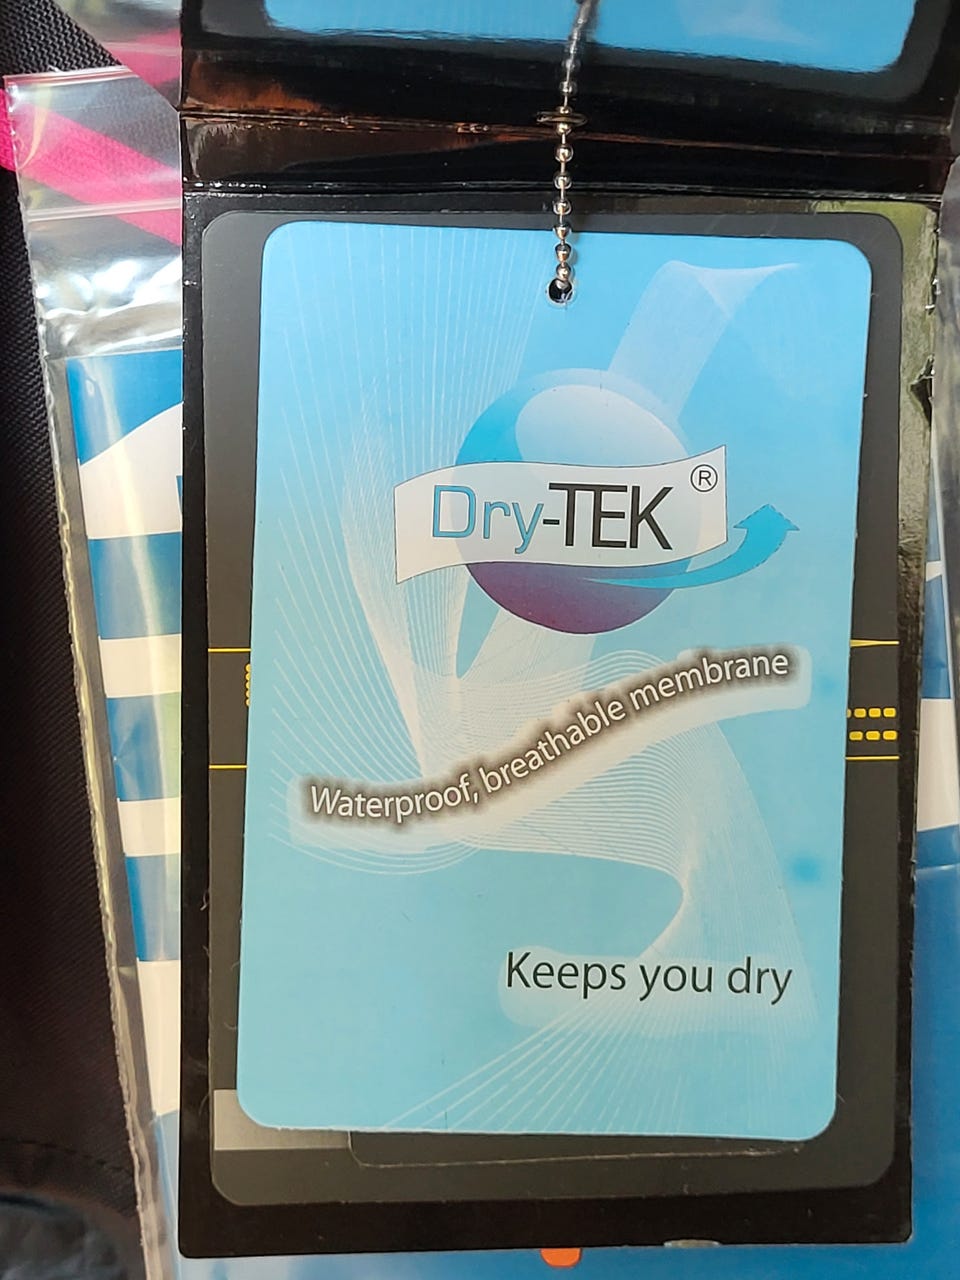 Dry-TEK ®
Waterproof, breathable membrane
Keeps you dry